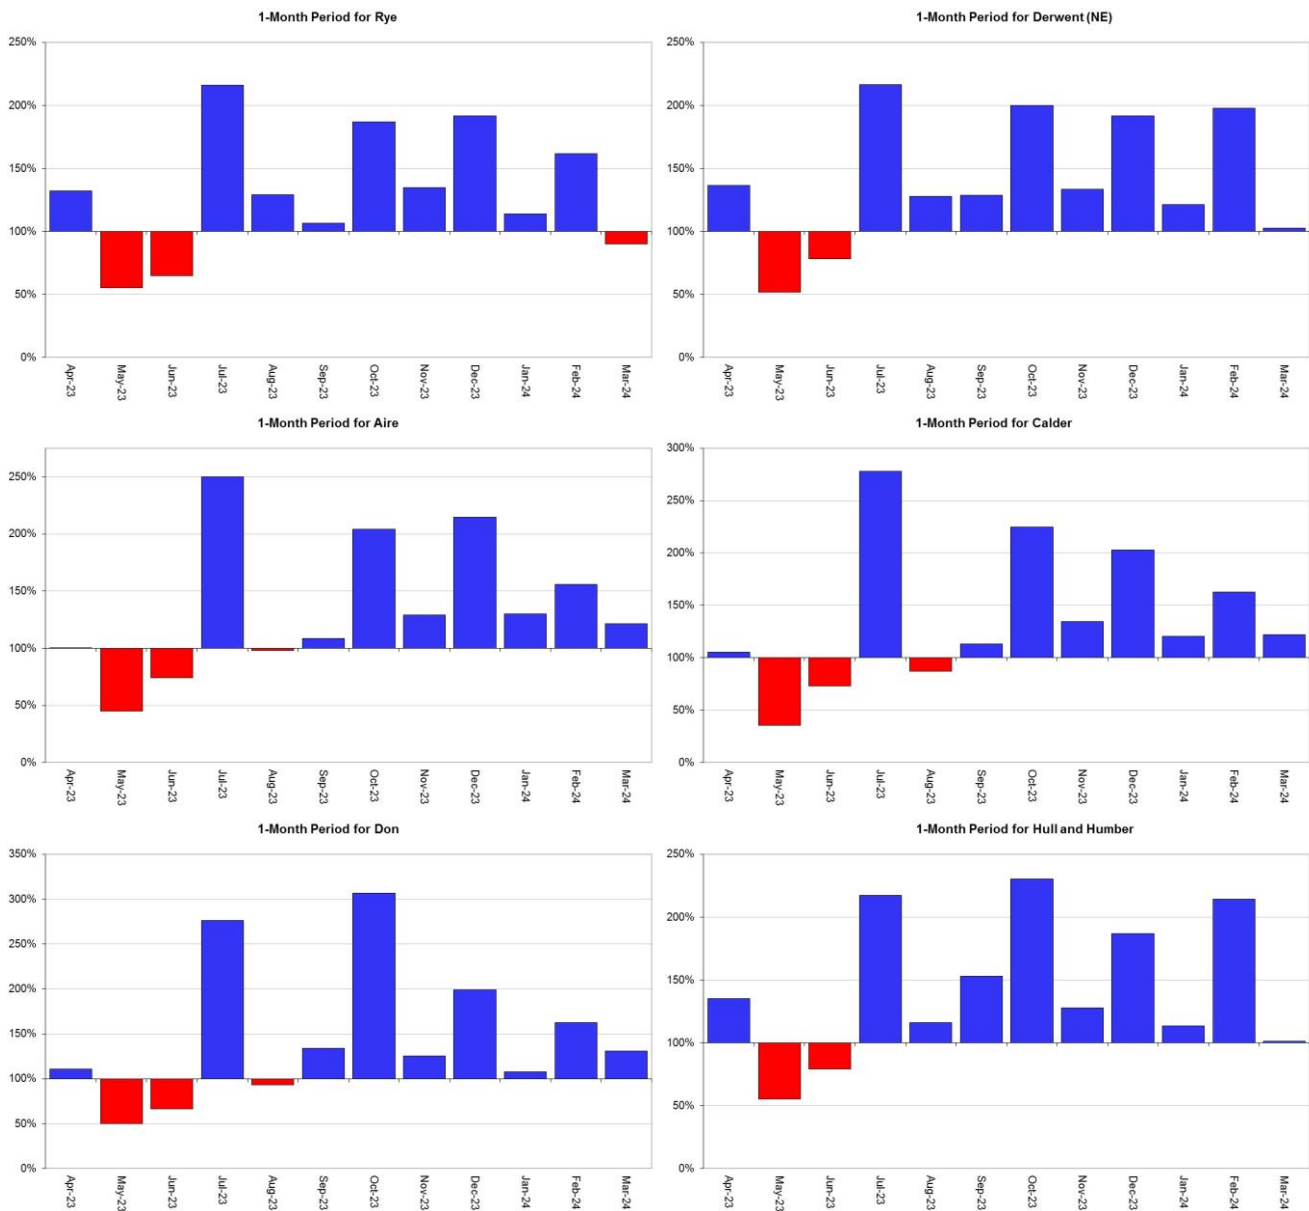 1-Month Period for Rye
250%
200%
150%
100%
50%
0%
Apr-23
May-23
Jun-23
Jul-23
Aug-23
Sep-23
Oct-23
Nov-23
Dec-23
Jan-24
Feb-24
Mar-24
1-Month Period for Derwent (NE)
250%
200%
150%
100%
50%
0%
Apr-23
May-23
Jun-23
Jul-23
Aug-23
Sep-23
Oct-23
Nov-23
Dec-23
Jan-24
Feb-24
Mar-24
1-Month Period for Aire
250%
200%
150%
100%
50%
0%
Apr-23
May-23
Jun-23
Jul-23
Aug-23
Sep-23
Oct-23
Nov-23
Dec-23
Jan-24
Feb-24
Mar-24
1-Month Period for Calder
300%
250%
200%
150%
100%
50%
0%
Apr-23
May-23
Jun-23
Jul-23
Aug-23
Sep-23
Oct-23
Nov-23
Dec-23
Jan-24
Feb-24
Mar-24
1-Month Period for Don
350%
300%
250%
200%
150%
100%
50%
0%
Apr-23
May-23
Jun-23
Jul-23
Aug-23
Sep-23
Oct-23
Nov-23
Dec-23
Jan-24
Feb-24
Mar-24
1-Month Period for Hull and Humber
250%
200%
150%
100%
50%
0%
Apr-23
May-23
Jun-23
Jul-23
Aug-23
Sep-23
Oct-23
Nov-23
Dec-23
Jan-24
Feb-24
Mar-24